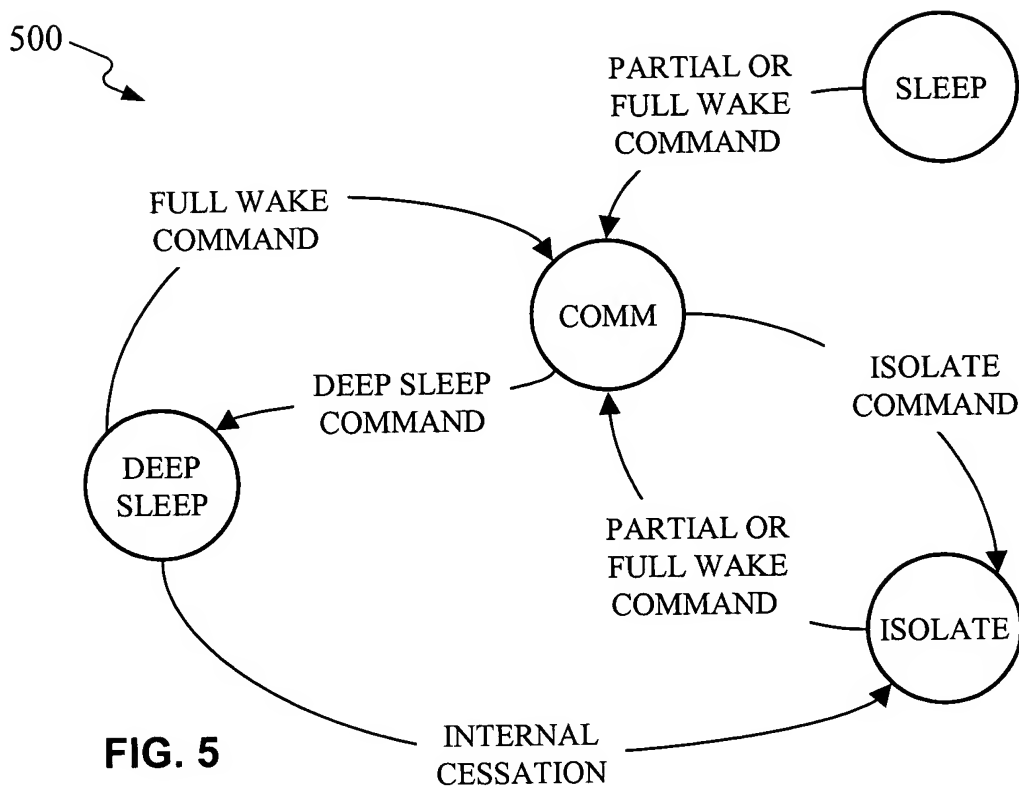 500
PARTIAL OR
FULL WAKE
COMMAND
SLEEP
FULL WAKE
COMMAND
COMM
DEEP SLEEP
COMMAND
ISOLATE
COMMAND
DEEP
SLEEP
PARTIAL OR
FULL WAKE
COMMAND
ISOLATE
INTERNAL
CESSATION
FIG. 5